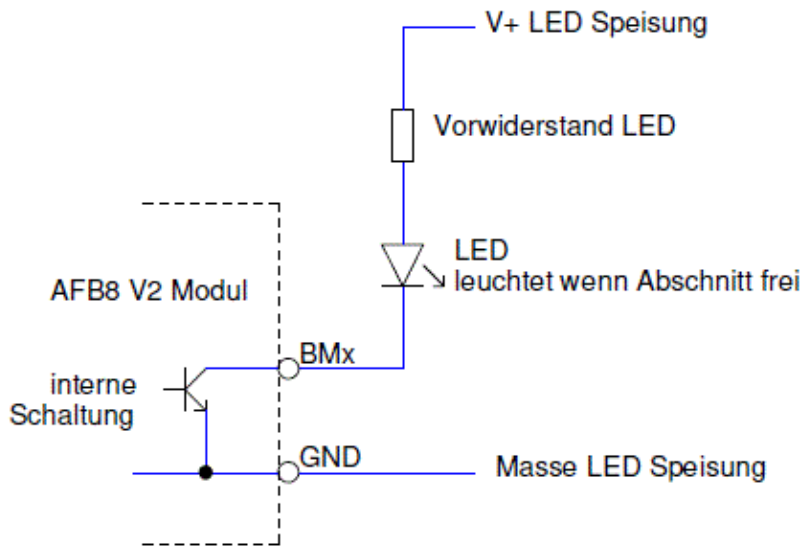 V+ LED Speisung
Vorwiderstand LED
LED
leuchtet wenn Abschnitt frei
AFB8 V2 Modul
BMx
interne
Schaltung
GND
Masse LED Speisung